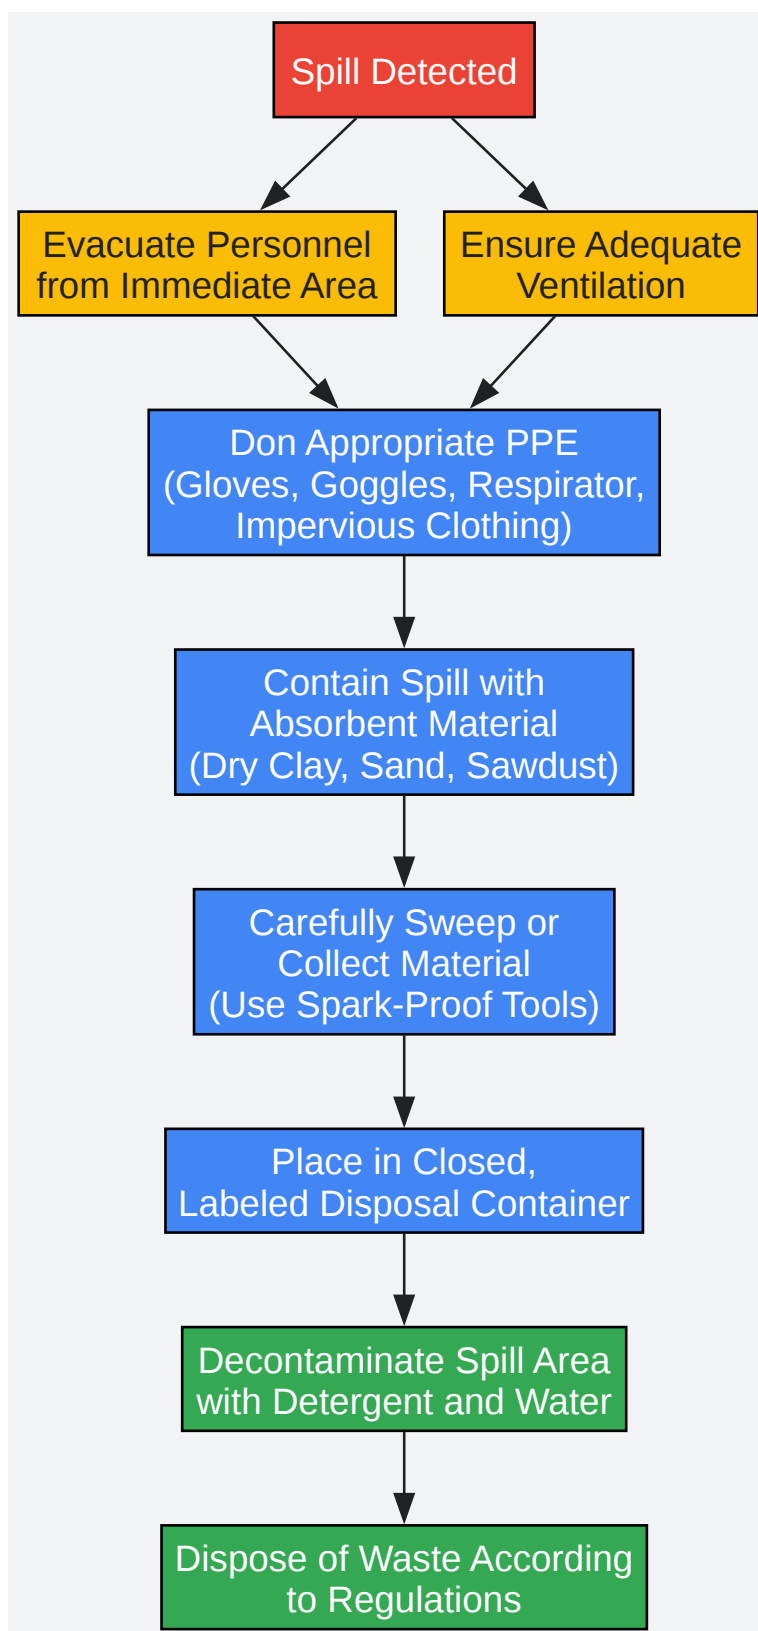 Spill Detected
Evacuate Personnel
from Immediate Area
Ensure Adequate
Ventilation
Don Appropriate PPE
(Gloves, Goggles, Respirator,
Impervious Clothing)
Contain Spill with
Absorbent Material
(Dry Clay, Sand, Sawdust)
Carefully Sweep or
Collect Material
(Use Spark-Proof Tools)
Place in Closed,
Labeled Disposal Container
Decontaminate Spill Area
with Detergent and Water
Dispose of Waste According
to Regulations